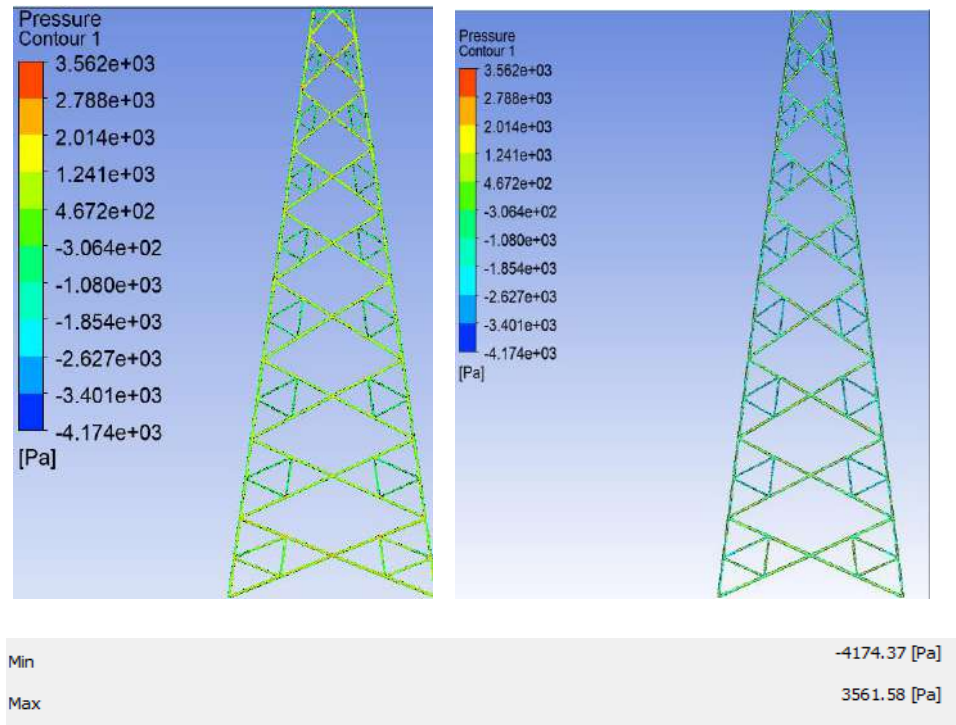 Pressure
Contour 1
3.562e+03
2.788e+03
2.014e+03
1.241e+03
4.672e+02
-3.064e+02
-1.080e+03
-1.854e+03
-2.627e+03
-3.401e+03
-4.174e+03
[Pa]
Pressure
Contour 1
3.562e+03
2.788e+03
2.014e+03
1.241e+03
4.672e+02
-3.064e+02
-1.080e+03
-1.854e+03
-2.627e+03
-3.401e+03
-4.174e+03
[Pa]
Min -4174.37 [Pa]
Max 3561.58 [Pa]